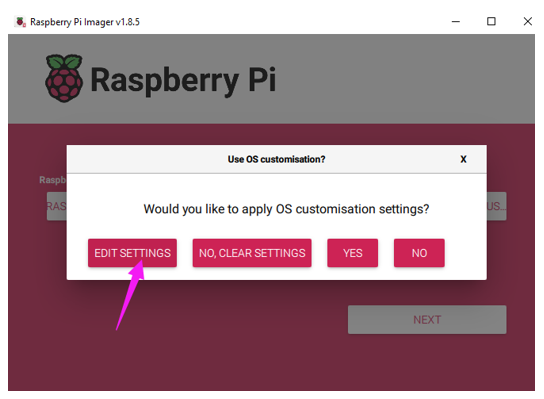 Raspberry Pi Imager v1.8.5
Raspberry Pi
Use OS customisation?
X
Raspb
RAS
US...
Would you like to apply OS customisation settings?
EDIT SETTINGS
NO, CLEAR SETTINGS
YES
NO
NEXT